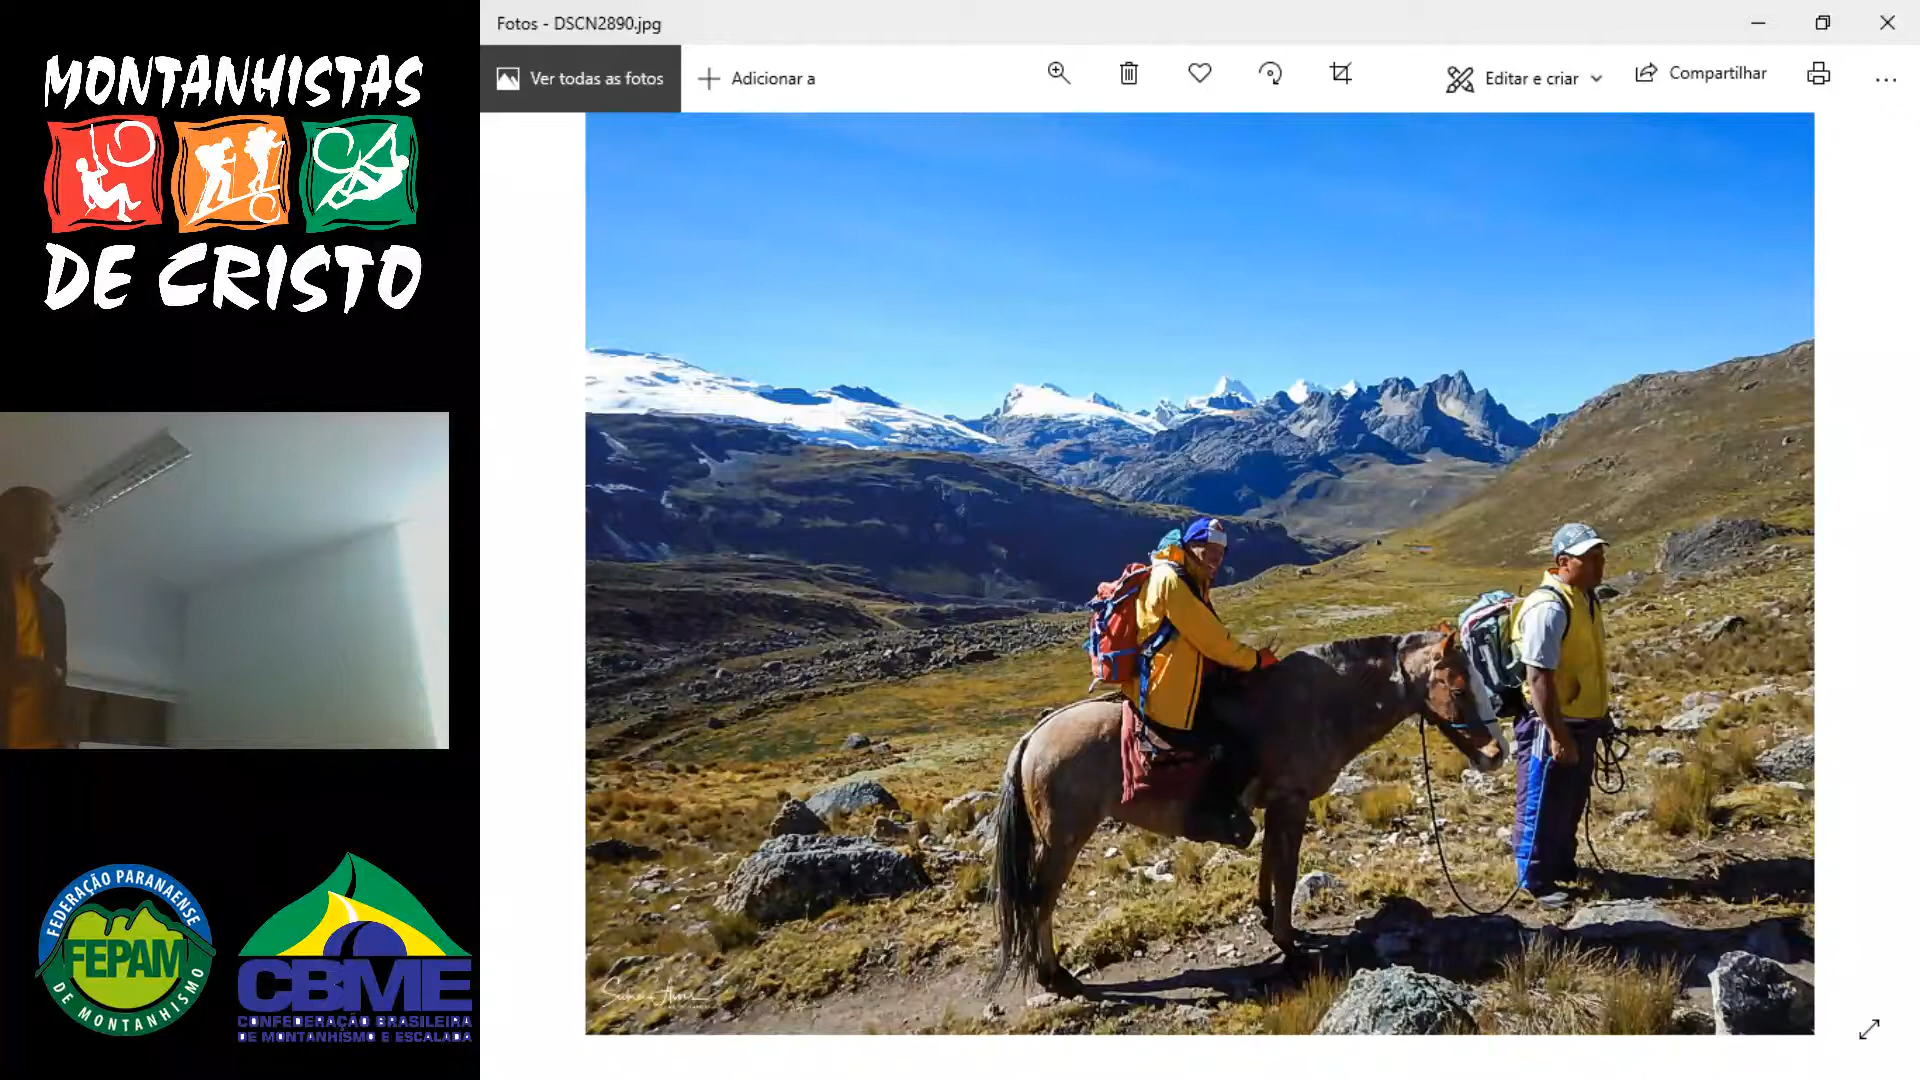 MONTANHISTAS
DE CRISTO
Fotos - DSCN2890.jpg
Ver todas as fotos
Adicionar a
Editar e criar
Compartilhar
FEDERAÇÃO PARANAENSE
FEPAM
DE MONTANHISMO
CBME
CONFEDERAÇÃO BRASILEIRA
DE MONTANHISMO E ESCALADA